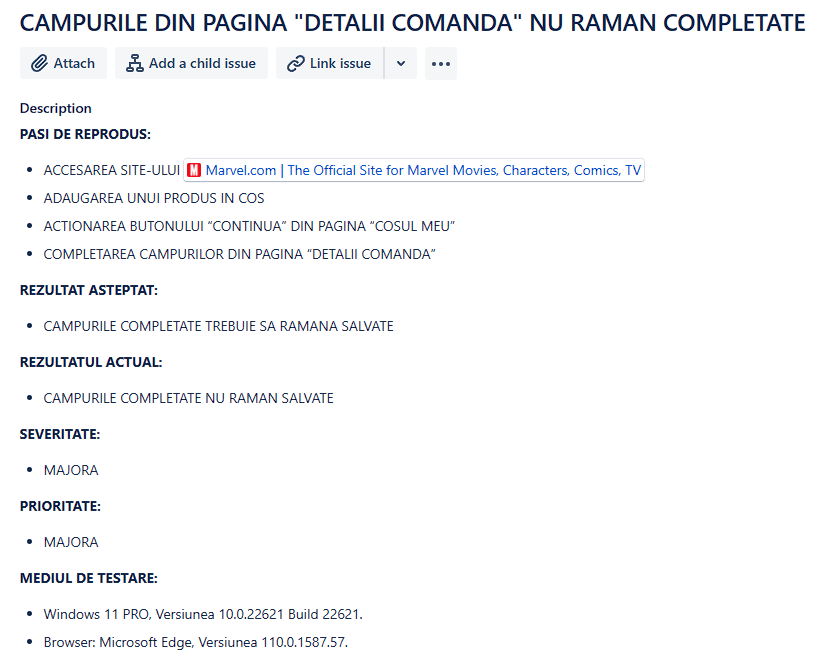 CAMPURILE DIN PAGINA "DETALII COMANDA" NU RAMAN COMPLETATE
Attach Add a child issue Link issue
Description
PASI DE REPRODUS:
ACCESAREA SITE-ULUI Marvel.com | The Official Site for Marvel Movies, Characters, Comics, TV
ADAUGAREA UNUI PRODUS IN COS
ACTIONAREA BUTONULUI “CONTINUA” DIN PAGINA “COSUL MEU”
COMPLETAREA CAMPURILOR DIN PAGINA “DETALII COMANDA”
REZULTAT ASTEPTAT:
CAMPURILE COMPLETATE TREBUIE SA RAMANA SALVATE
REZULTATUL ACTUAL:
CAMPURILE COMPLETATE NU RAMAN SALVATE
SEVERITATE:
MAJORA
PRIORITATE:
MAJORA
MEDIUL DE TESTARE:
Windows 11 PRO, Versiunea 10.0.22621 Build 22621.
Browser: Microsoft Edge, Versiunea 110.0.1587.57.